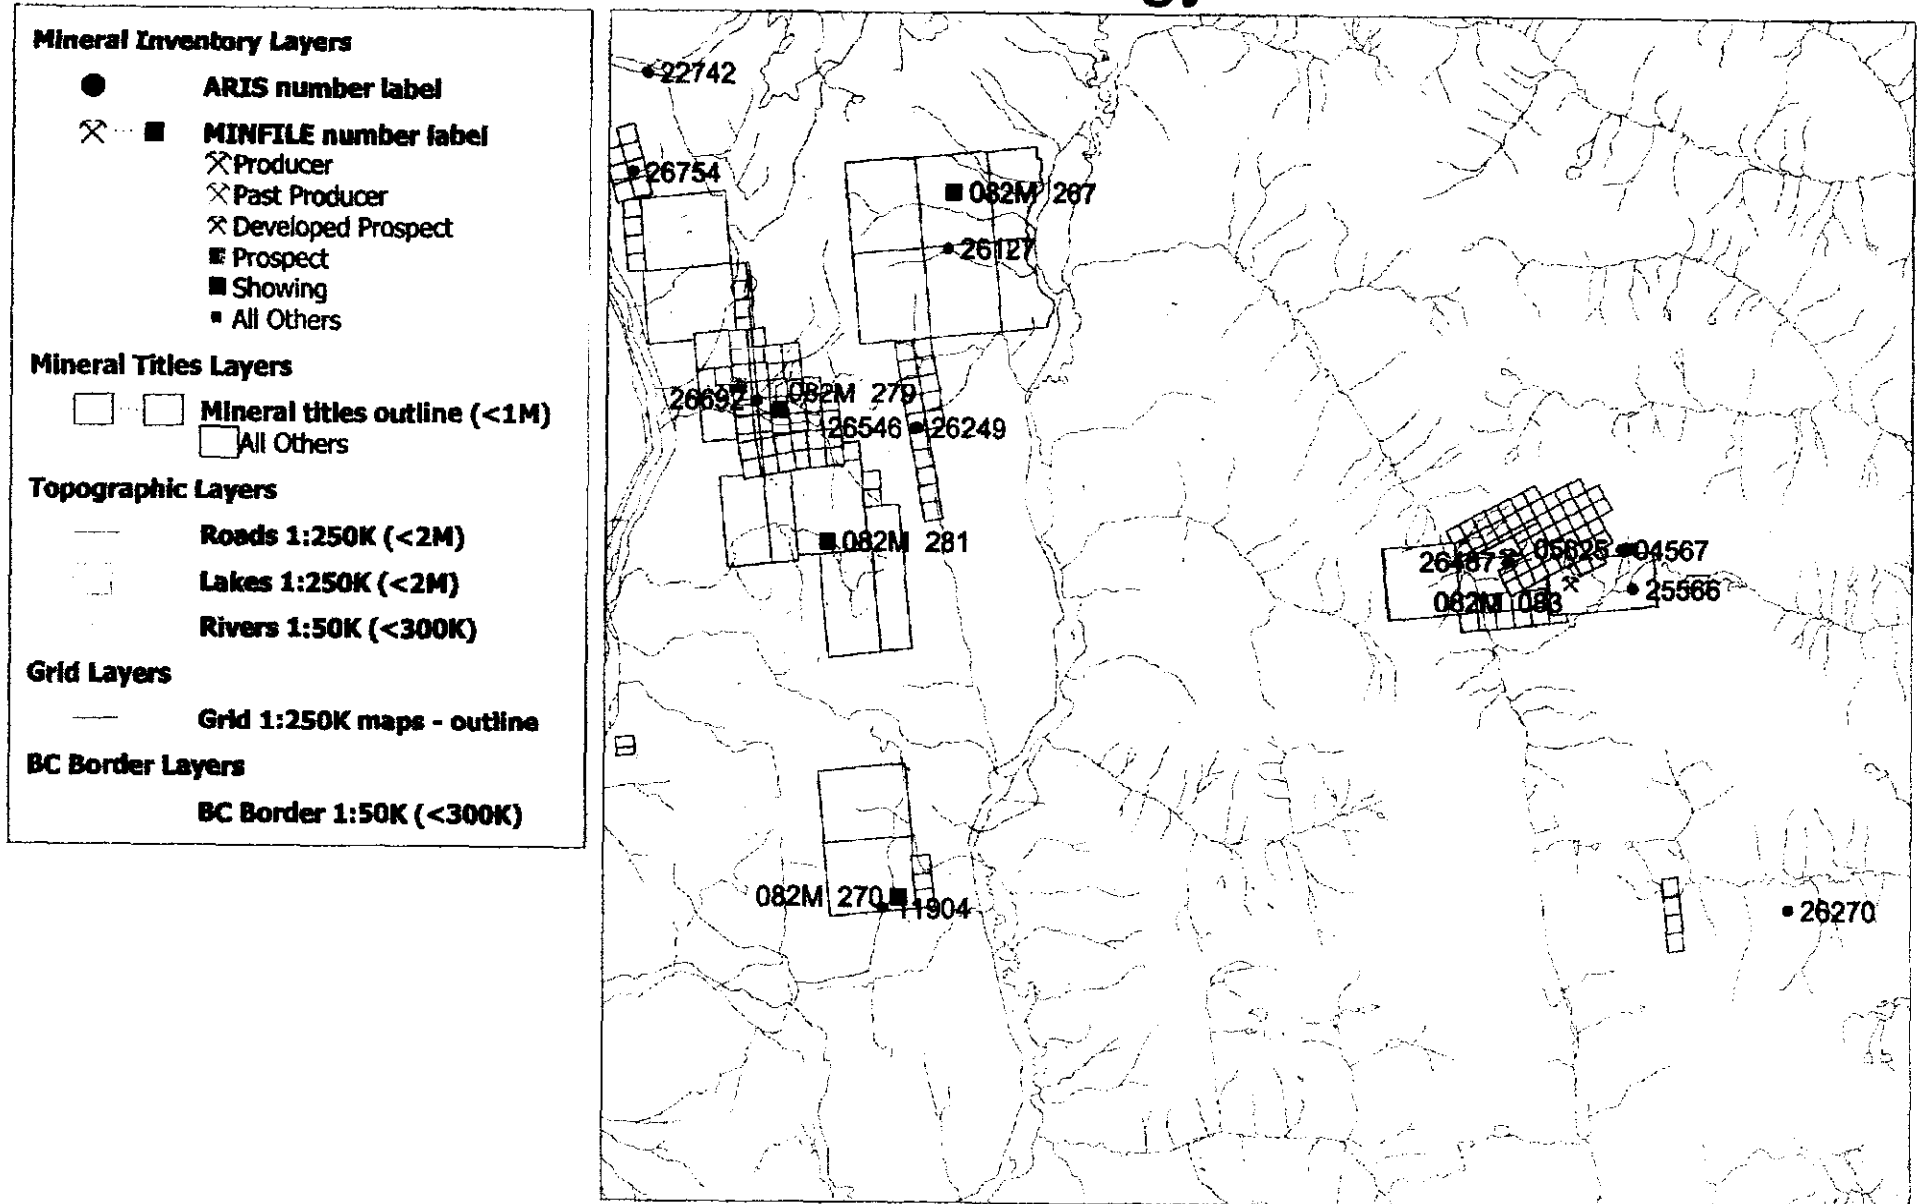 Mineral Inventory Layers
ARIS number label
MINFILE number label
Producer
Past Producer
Developed Prospect
Prospect
Showing
All Others
Mineral Titles Layers
Mineral titles outline (<1M)
All Others
Topographic Layers
Roads 1:250K (<2M)
Lakes 1:250K (<2M)
Rivers 1:50K (<300K)
Grid Layers
Grid 1:250K maps - outline
BC Border Layers
BC Border 1:50K (<300K)
22742
26754
082M 267
26127
26692
082M 279
26546
26249
082M 281
26487
05625
04567
25566
082M 083
082M 270
11904
26270